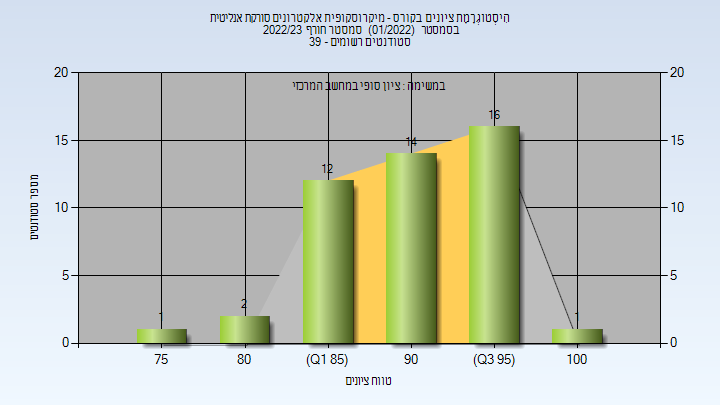 היסטוגרמת ציונים בקורס - מיקרוסקופית אלקטרונים סורקת אנליטית
בסמסטר (01/2022) סמסטר חורף 2022/23
סטודנטים רשומים - 39
במשימה : ציון סופי במחשב המרכזי
20
15
10
5
0
20
15
10
5
0
מספר סטודנטים
1
2
12
14
16
1
75
80
(Q1 85)
90
(Q3 95)
100
טווח ציונים